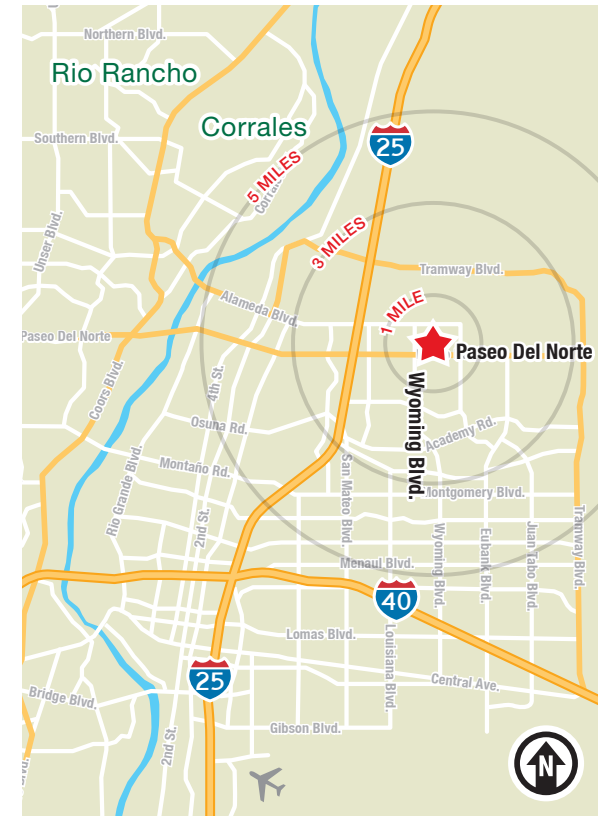 Northern Blvd.
Rio Rancho
Corrales
25
Southern Blvd.
5 MILES
Corrales
3 MILES
Unser Blvd.
Tramway Blvd.
Alameda Blvd.
1 MILE
Paseo Del Norte
Paseo Del Norte
Coors Blvd.
4th St.
Wyoming Blvd.
Osuna Rd.
Academy Rd.
Montaño Rd.
San Mateo Blvd.
Montgomery Blvd.
Rio Grande Blvd.
2nd St.
Wyoming Blvd.
Eubank Blvd.
Juan Tabo Blvd.
Tramway Blvd.
Menaul Blvd.
40
Lomas Blvd.
Louisiana Blvd.
25
Central Ave.
Bridge Blvd.
2nd St.
Gibson Blvd.
N